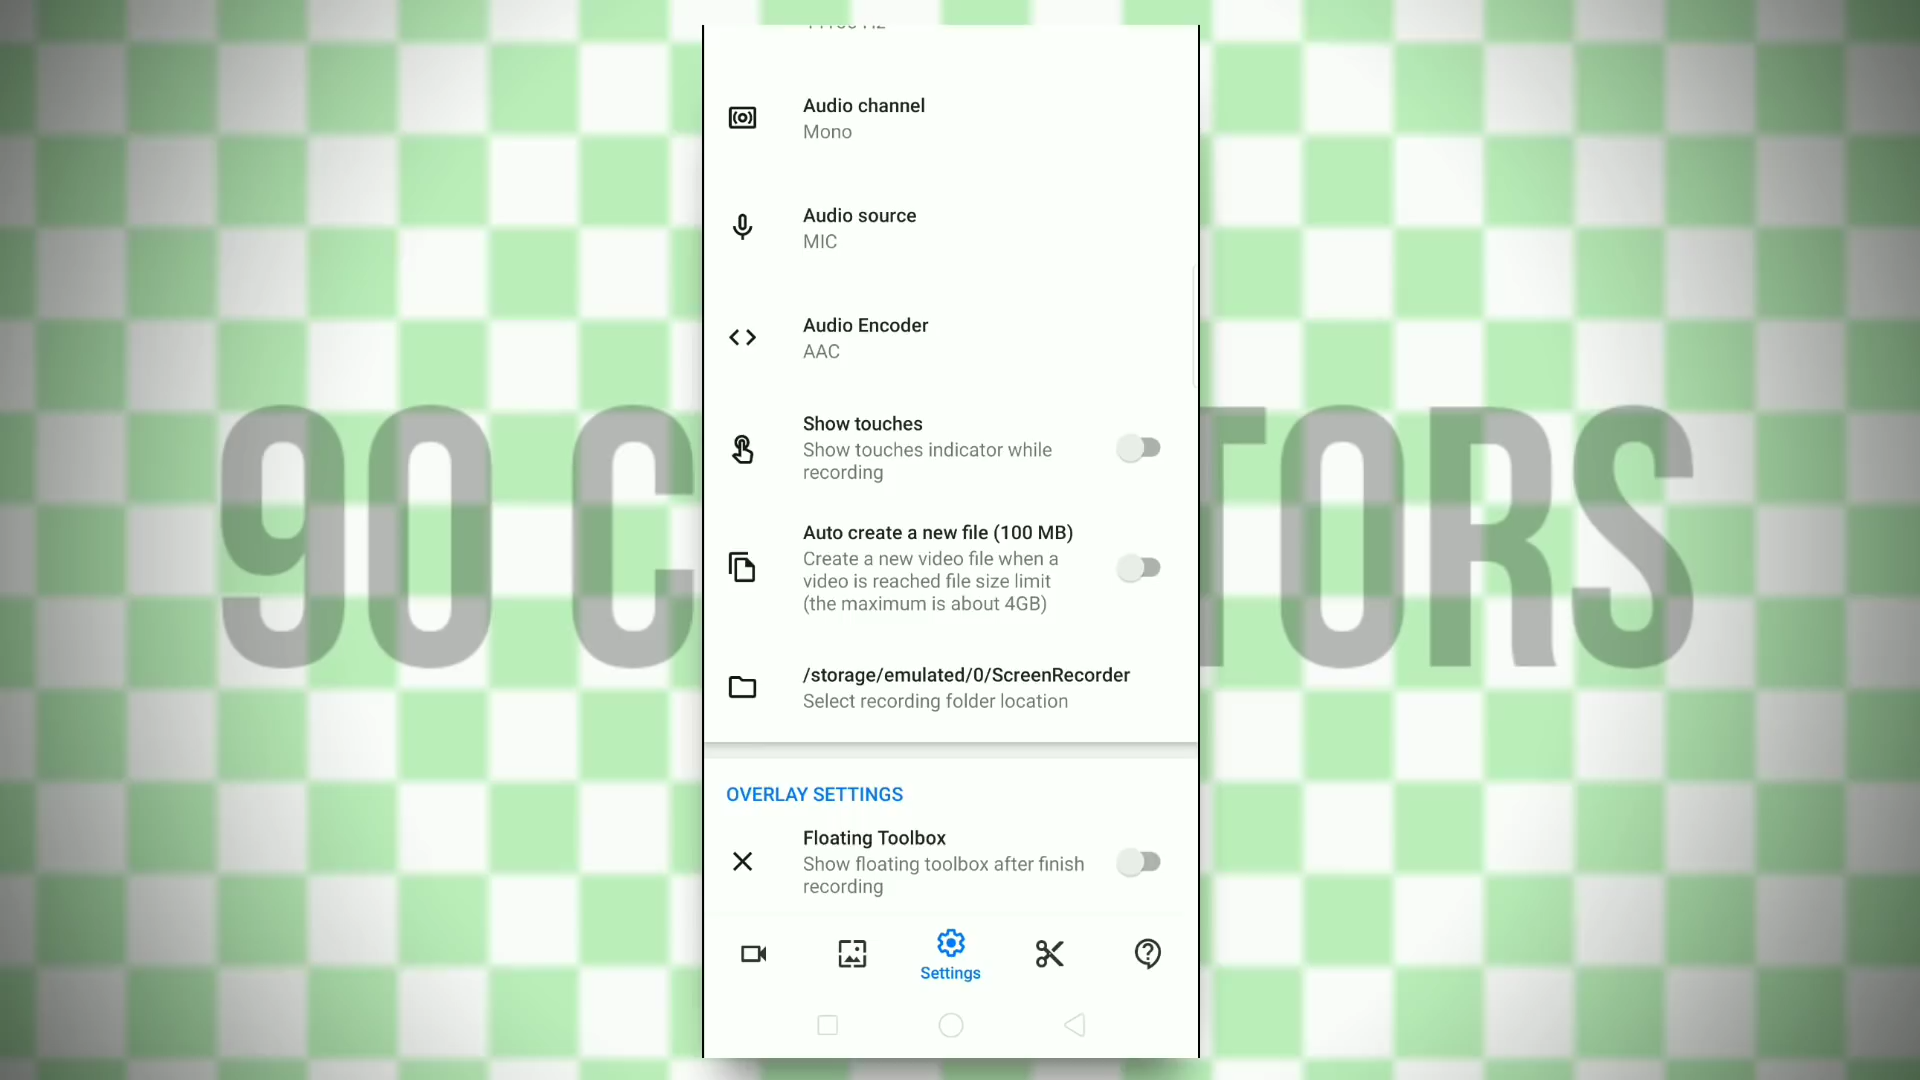 Audio channel
Mono
Audio source
MIC
Audio Encoder
AAC
Show touches
Show touches indicator while
recording
Auto create a new file (100 MB)
Create a new video file when a
video is reached file size limit
(the maximum is about 4GB)
/storage/emulated/0/ScreenRecorder
Select recording folder location
OVERLAY SETTINGS
Floating Toolbox
Show floating toolbox after finish
recording
Settings
90 C TORS